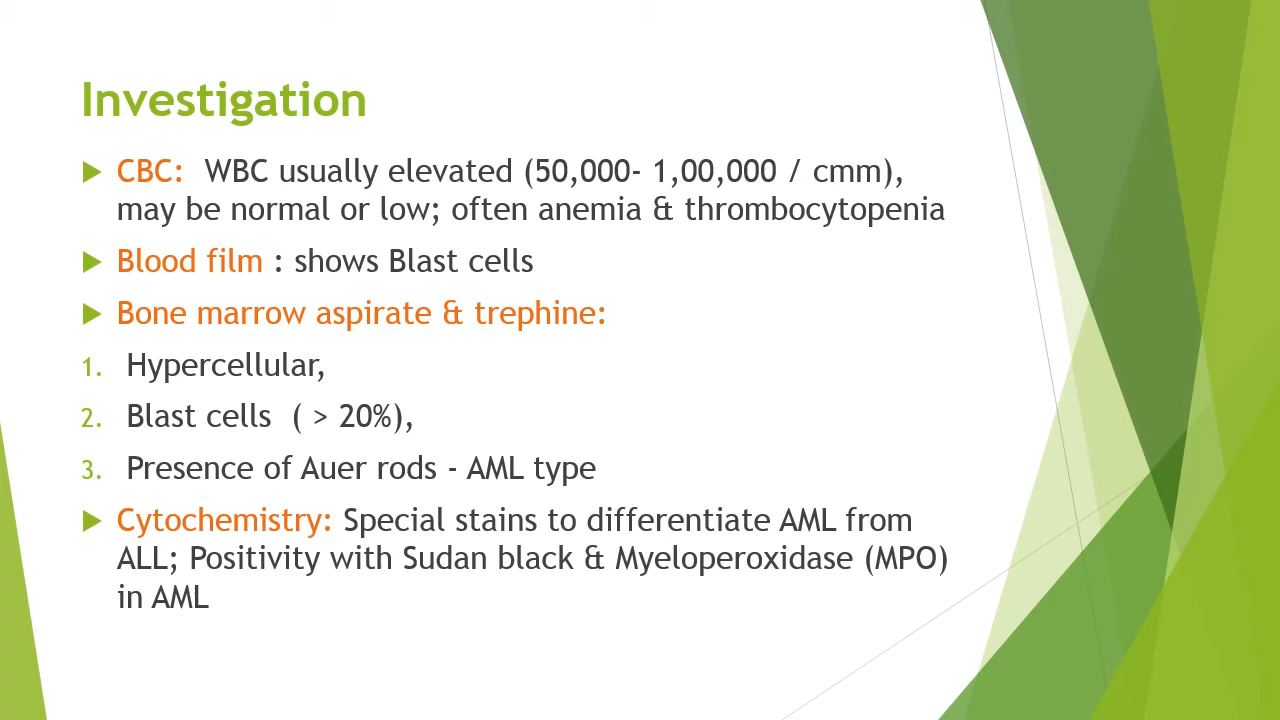 Investigation
CBC: WBC usually elevated (50,000- 1,00,000 / cmm),
may be normal or low; often anemia & thrombocytopenia
Blood film : shows Blast cells
Bone marrow aspirate & trephine:
1. Hypercellular,
2. Blast cells ( > 20%),
3. Presence of Auer rods - AML type
Cytochemistry: Special stains to differentiate AML from
ALL; Positivity with Sudan black & Myeloperoxidase (MPO)
in AML